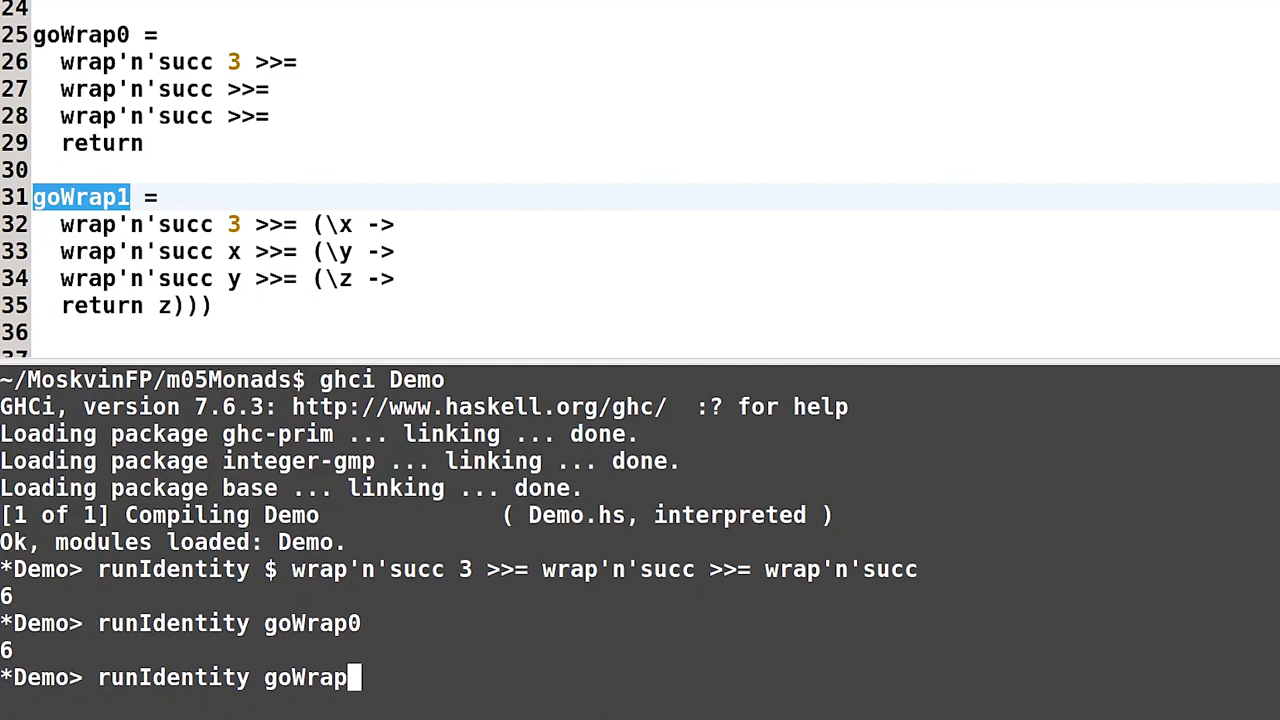 24
25 goWrap0 =
26   wrap'n'succ 3 >>=
27   wrap'n'succ >>=
28   wrap'n'succ >>=
29   return
30
31 goWrap1 =
32   wrap'n'succ 3 >>= (\x ->
33   wrap'n'succ x >>= (\y ->
34   wrap'n'succ y >>= (\z ->
35   return z)))
36
37
~/MoskvinFP/m05Monads$ ghci Demo
GHCi, version 7.6.3: http://www.haskell.org/ghc/  :? for help
Loading package ghc-prim ... linking ... done.
Loading package integer-gmp ... linking ... done.
Loading package base ... linking ... done.
[1 of 1] Compiling Demo             ( Demo.hs, interpreted )
Ok, modules loaded: Demo.
*Demo> runIdentity $ wrap'n'succ 3 >>= wrap'n'succ >>= wrap'n'succ
6
*Demo> runIdentity goWrap0
6
*Demo> runIdentity goWrap